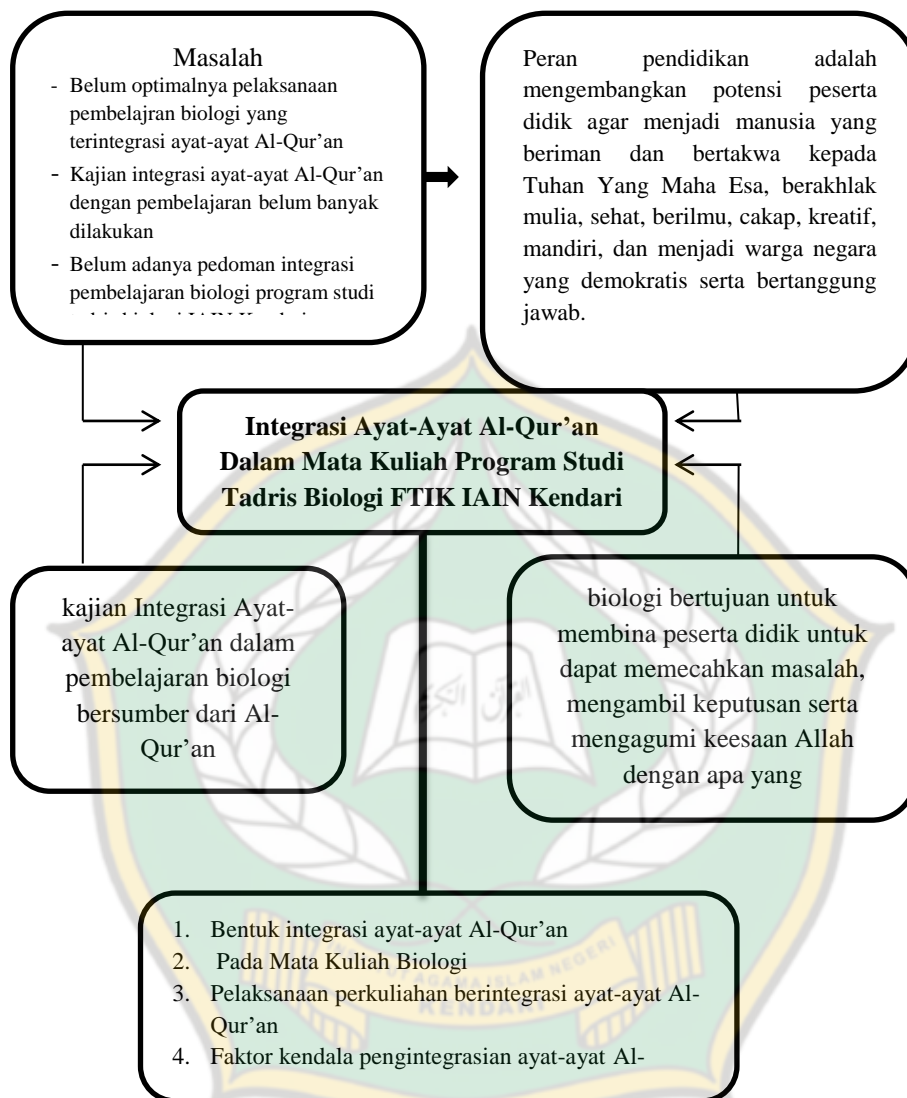 Masalah
- Belum optimalnya pelaksanaan
pembelajran biologi yang
terintegrasi ayat-ayat Al-Qur’an
- Kajian integrasi ayat-ayat Al-Qur’an
dengan pembelajaran belum banyak
dilakukan
- Belum adanya pedoman integrasi
pembelajaran biologi program studi
Peran pendidikan adalah
mengembangkan potensi peserta
didik agar menjadi manusia yang
beriman dan bertakwa kepada
Tuhan Yang Maha Esa, berakhlak
mulia, sehat, berilmu, cakap, kreatif,
mandiri, dan menjadi warga negara
yang demokratis serta bertanggung
jawab.
Integrasi Ayat-Ayat Al-Qur’an
Dalam Mata Kuliah Program Studi
Tadris Biologi FTIK IAIN Kendari
kajian Integrasi Ayat-
ayat Al-Qur’an dalam
pembelajaran biologi
bersumber dari Al-
Qur’an
biologi bertujuan untuk
membina peserta didik untuk
dapat memecahkan masalah,
mengambil keputusan serta
mengagumi keesaan Allah
dengan apa yang
1. Bentuk integrasi ayat-ayat Al-Qur’an
2. Pada Mata Kuliah Biologi
3. Pelaksanaan perkuliahan berintegrasi ayat-ayat Al-
Qur’an
4. Faktor kendala pengintegrasian ayat-ayat Al-
AGAMA ISLAM NEGERI
KENDARI